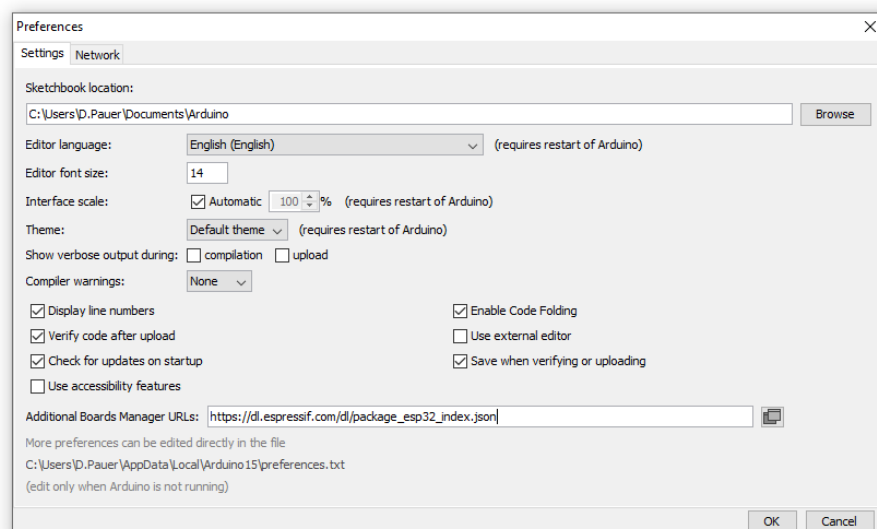 Preferences
Settings Network
Sketchbook location:
C:\Users\D.Pauer\Documents\Arduino Browse
Editor language: English (English) (requires restart of Arduino)
Editor font size: 14
Interface scale: Automatic 100 % (requires restart of Arduino)
Theme: Default theme (requires restart of Arduino)
Show verbose output during: compilation upload
Compiler warnings: None
Display line numbers Enable Code Folding
Verify code after upload Use external editor
Check for updates on startup Save when verifying or uploading
Use accessibility features
Additional Boards Manager URLs: https://dl.espressif.com/dl/package_esp32_index.json
More preferences can be edited directly in the file
C:\Users\D.Pauer\AppData\Local\Arduino15\preferences.txt
(edit only when Arduino is not running)
OK Cancel